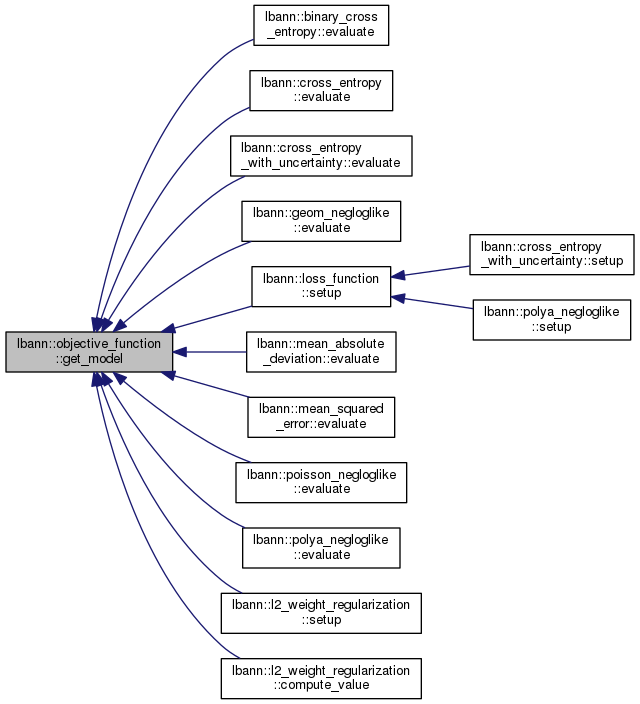 lbann::binary_cross
_entropy::evaluate
lbann::cross_entropy
::evaluate
lbann::cross_entropy
_with_uncertainty::evaluate
lbann::geom_negloglike
::evaluate
lbann::cross_entropy
_with_uncertainty::setup
lbann::loss_function
::setup
lbann::polya_negloglike
::setup
lbann::objective_function
::get_model
lbann::mean_absolute
_deviation::evaluate
lbann::mean_squared
_error::evaluate
lbann::poisson_negloglike
::evaluate
lbann::polya_negloglike
::evaluate
lbann::l2_weight_regularization
::setup
lbann::l2_weight_regularization
::compute_value